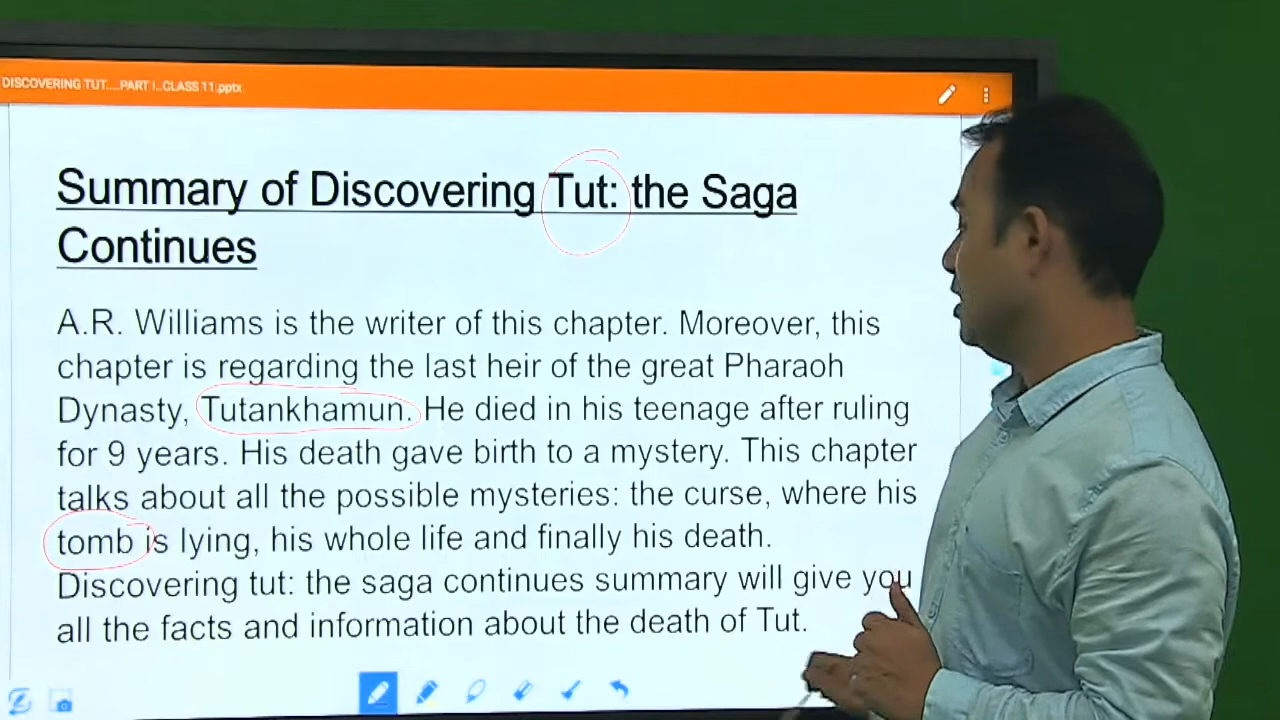 DISCOVERING TUT....PART I..CLASS 11.pptx
Summary of Discovering Tut: the Saga
Continues
A.R. Williams is the writer of this chapter. Moreover, this
chapter is regarding the last heir of the great Pharaoh
Dynasty, Tutankhamun. He died in his teenage after ruling
for 9 years. His death gave birth to a mystery. This chapter
talks about all the possible mysteries: the curse, where his
tomb is lying, his whole life and finally his death.
Discovering tut: the saga continues summary will give you
all the facts and information about the death of Tut.